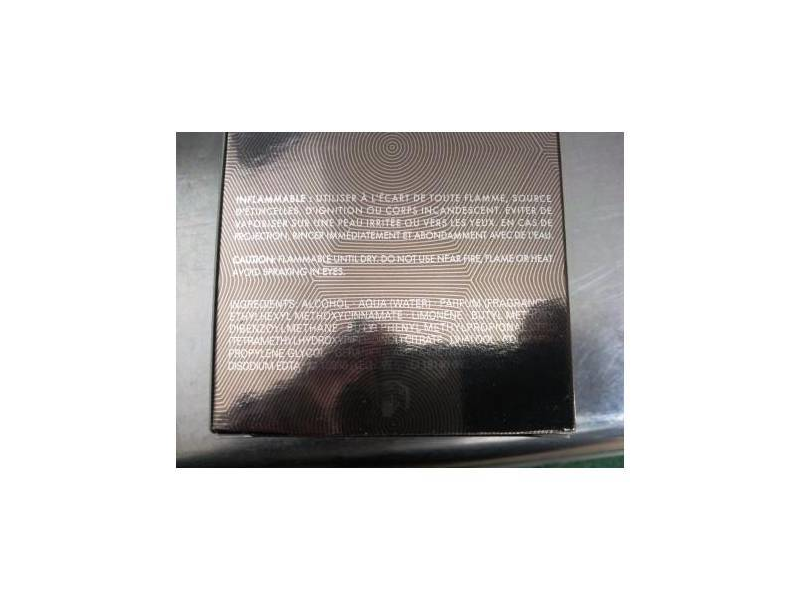 INFLAMMABLE : UTILISER À L'ÉCART DE TOUTE FLAMME, SOURCE
D'ÉTINCELLES, D'IGNITION OU CORPS INCANDESCENT. ÉVITER DE
VAPORISER SUR UNE PEAU IRRITÉE OU VERS LES YEUX. EN CAS DE
PROJECTION, RINCER IMMÉDIATEMENT ET ABONDAMMENT AVEC DE L'EAU.
CAUTION: FLAMMABLE UNTIL DRY. DO NOT USE NEAR FIRE, FLAME OR HEAT
AVOID SPRAYING IN EYES.
INGREDIENTS: ALCOHOL - AQUA (WATER) - PARFUM (FRAGRANCE)
ETHYLHEXYL METHOXYCINNAMATE - LIMONENE - BUTYL
DIBENZOYLMETHANE - BUTYLPHENYL METHYLPROPIONAL
CITRATE
PROPYLENE GLYCOL
DISODIUM EDTA